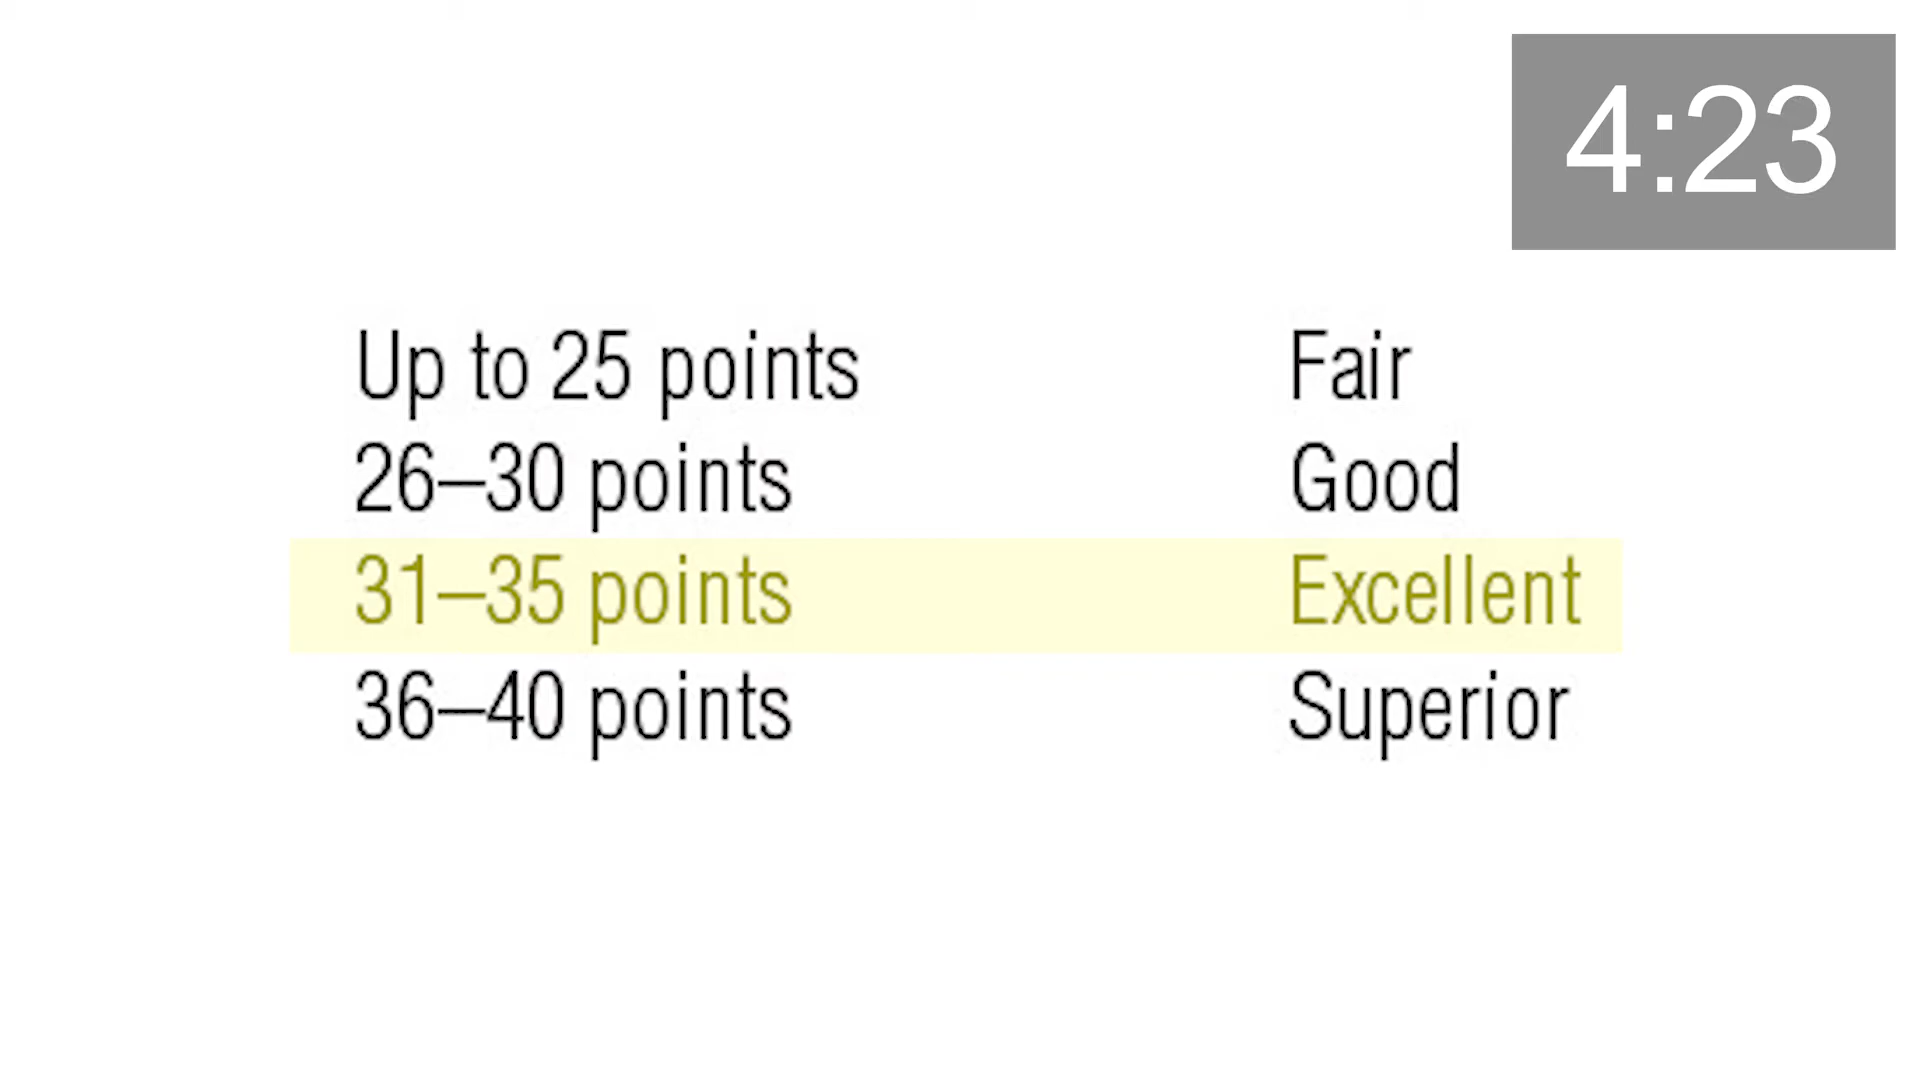 4:23
Up to 25 points Fair
26–30 points Good
31–35 points Excellent
36–40 points Superior